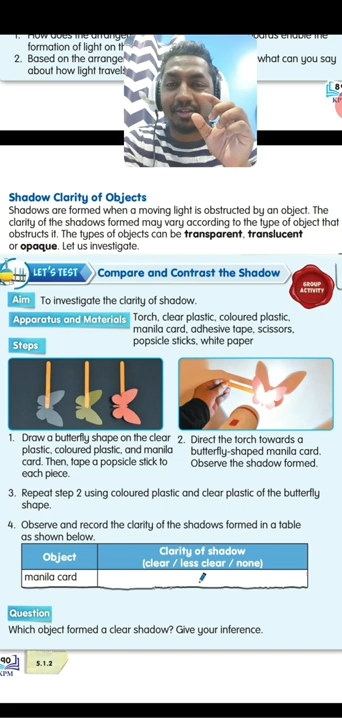 1. How does the
enable the
formation of light on
2. Based on the
what can you say
about how light travels
89
Shadow Clarity of Objects
Shadows are formed when a moving light is obstructed by an object. The
clarity of the shadows formed may vary according to the type of object that
obstructs it. The types of objects can be transparent, translucent
or opaque. Let us investigate.
LET'S TEST Compare and Contrast the Shadow
GROUP
ACTIVITY
Aim To investigate the clarity of shadow.
Apparatus and Materials Torch, clear plastic, coloured plastic,
manila card, adhesive tape, scissors,
popsicle sticks, white paper
Steps
1. Draw a butterfly shape on the clear
plastic, coloured plastic, and manila
card. Then, tape a popsicle stick to
each piece.
2. Direct the torch towards a
butterfly-shaped manila card.
Observe the shadow formed.
3. Repeat step 2 using coloured plastic and clear plastic of the butterfly
shape.
4. Observe and record the clarity of the shadows formed in a table
as shown below.
Object Clarity of shadow
(clear / less clear / none)
manila card
Question
Which object formed a clear shadow? Give your inference.
90 5.1.2
KPM